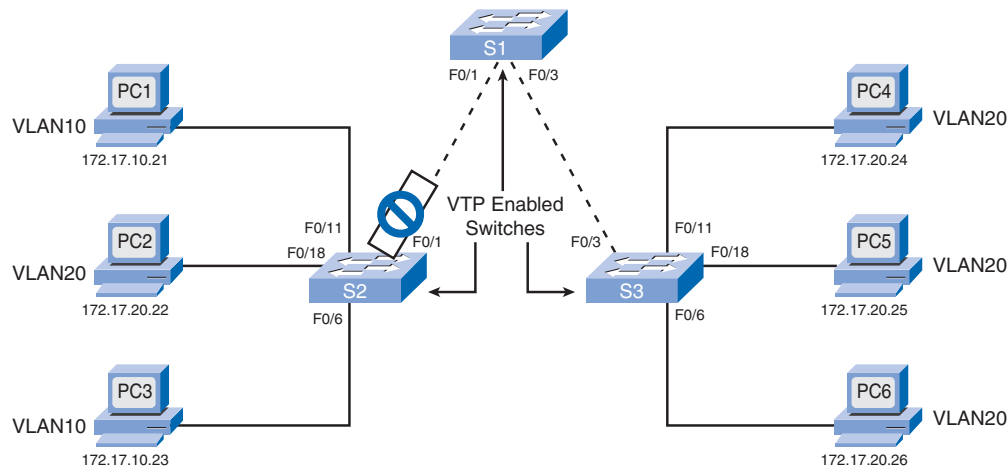 S1
F0/1
F0/3
PC1
VLAN10
172.17.10.21
PC4
VLAN20
172.17.20.24
VTP Enabled
Switches
F0/11
F0/18
F0/1
PC2
VLAN20
172.17.20.22
S2
F0/6
F0/3
F0/11
F0/18
S3
F0/6
PC5
VLAN20
172.17.20.25
PC3
VLAN10
172.17.10.23
PC6
VLAN20
172.17.20.26